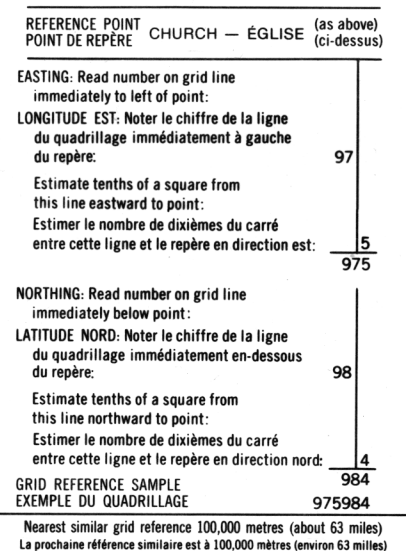 REFERENCE POINT CHURCH — ÉGLISE (as above)
POINT DE REPÈRE (ci-dessus)
EASTING: Read number on grid line
immediately to left of point:
LONGITUDE EST: Noter le chiffre de la ligne
du quadrillage immédiatement à gauche
du repère: 97
Estimate tenths of a square from
this line eastward to point:
Estimer le nombre de dixièmes du carré
entre cette ligne et le repère en direction est: 5
975
NORTHING: Read number on grid line
immediately below point:
LATITUDE NORD: Noter le chiffre de la ligne
du quadrillage immédiatement en-dessous
du repère: 98
Estimate tenths of a square from
this line northward to point:
Estimer le nombre de dixièmes du carré
entre cette ligne et le repère en direction nord: 4
GRID REFERENCE SAMPLE 984
EXEMPLE DU QUADRILLAGE 975984
Nearest similar grid reference 100,000 metres (about 63 miles)
La prochaine référence similaire est à 100,000 mètres (environ 63 milles)